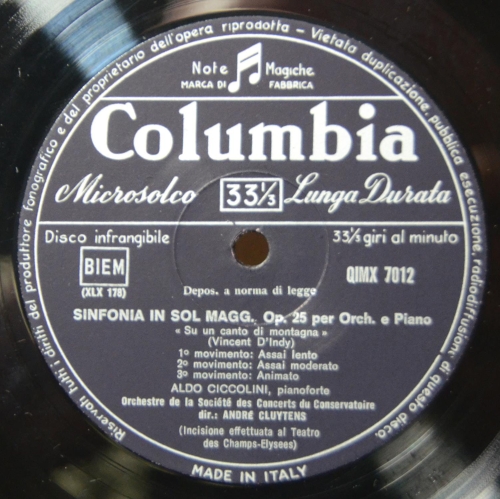 Riservati tutti i diritti del produttore fonografico e del proprietario dell'opera riprodotta - Vietata duplicazione, pubblica esecuzione, radiodiffusione di questo disco.
Note Magiche
MARCA DI FABBRICA
Columbia
Microsolco 33⅓ Lunga Durata
Disco infrangibile 33⅓ giri al minuto
BIEM QIMX 7012
(XLX 178)
Depos. a norma di legge
SINFONIA IN SOL MAGG. Op. 25 per Orch. e Piano
« Su un canto di montagna »
(Vincent D'Indy)
1º movimento: Assai lento
2º movimento: Assai moderato
3º movimento: Animato
ALDO CICCOLINI, pianoforte
Orchestre de la Société des Concerts du Conservatoire
dir.: ANDRÉ CLUYTENS
(Incisione effettuata al Teatro
des Champs-Elysees)
MADE IN ITALY